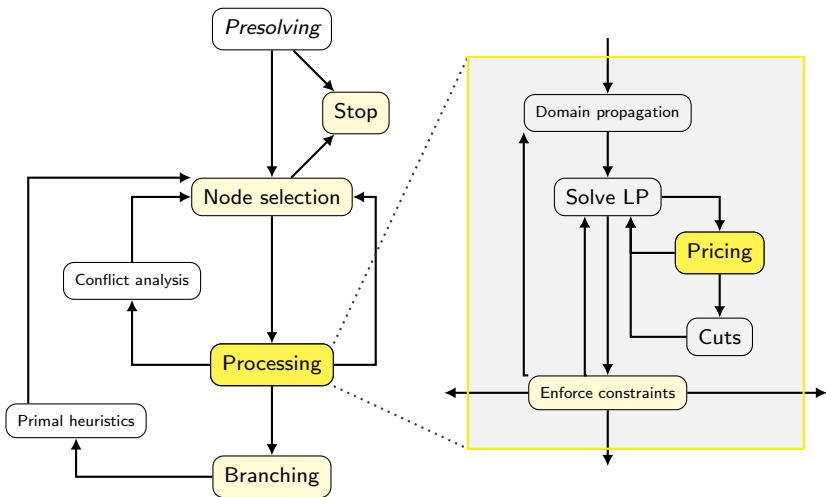 Presolving
Stop
Node selection
Conflict analysis
Processing
Primal heuristics
Branching
Domain propagation
Solve LP
Pricing
Cuts
Enforce constraints